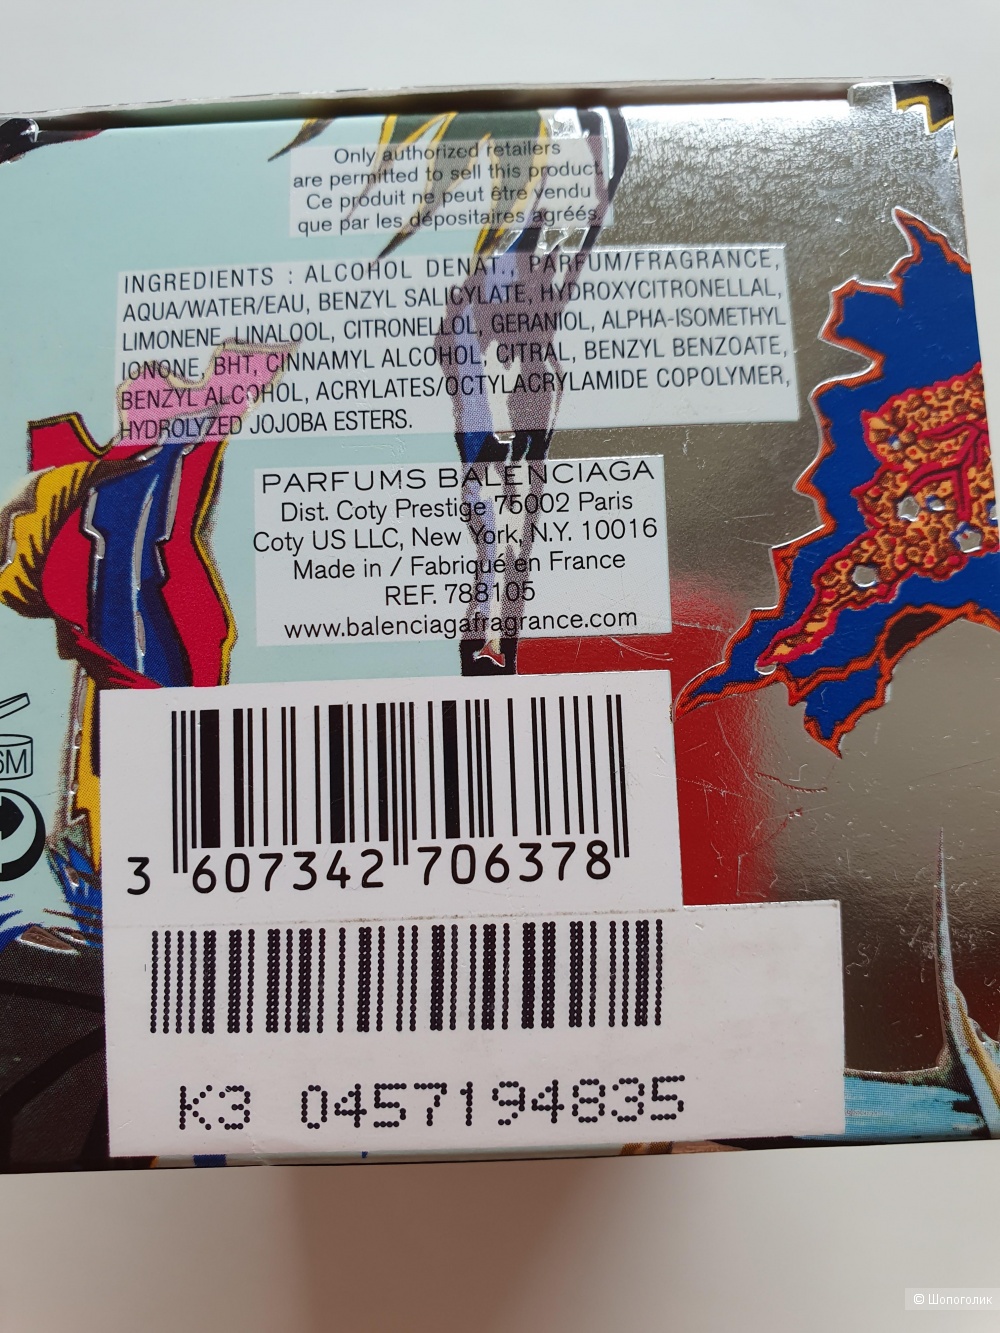 Only authorized retailers
are permitted to sell this product.
Ce produit ne peut être vendu
que par les dépositaires agréés.
INGREDIENTS : ALCOHOL DENAT., PARFUM/FRAGRANCE,
AQUA/WATER/EAU, BENZYL SALICYLATE, HYDROXYCITRONELLAL,
LIMONENE, LINALOOL, CITRONELLOL, GERANIOL, ALPHA-ISOMETHYL
IONONE, BHT, CINNAMYL ALCOHOL, CITRAL, BENZYL BENZOATE,
BENZYL ALCOHOL, ACRYLATES/OCTYLACRYLAMIDE COPOLYMER,
HYDROLYZED JOJOBA ESTERS.
PARFUMS BALENCIAGA
Dist. Coty Prestige 75002 Paris
Coty US LLC, New York, N.Y. 10016
Made in / Fabriqué en France
REF. 788105
www.balenciagafragrance.com
3 607342 706378
K3 0457194835
© Шопоголик